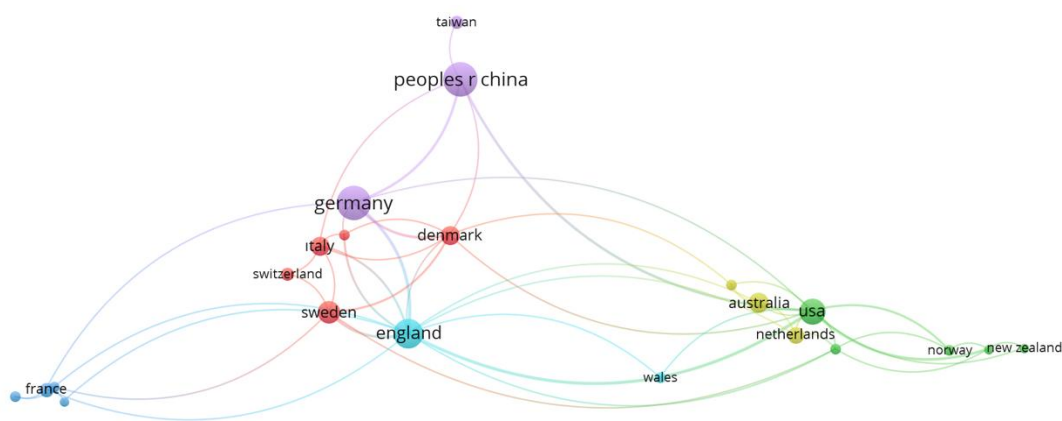 taiwan
peoples r china
germany
denmark
italy
switzerland
sweden
england
australia
usa
netherlands
norway
new zealand
wales
france